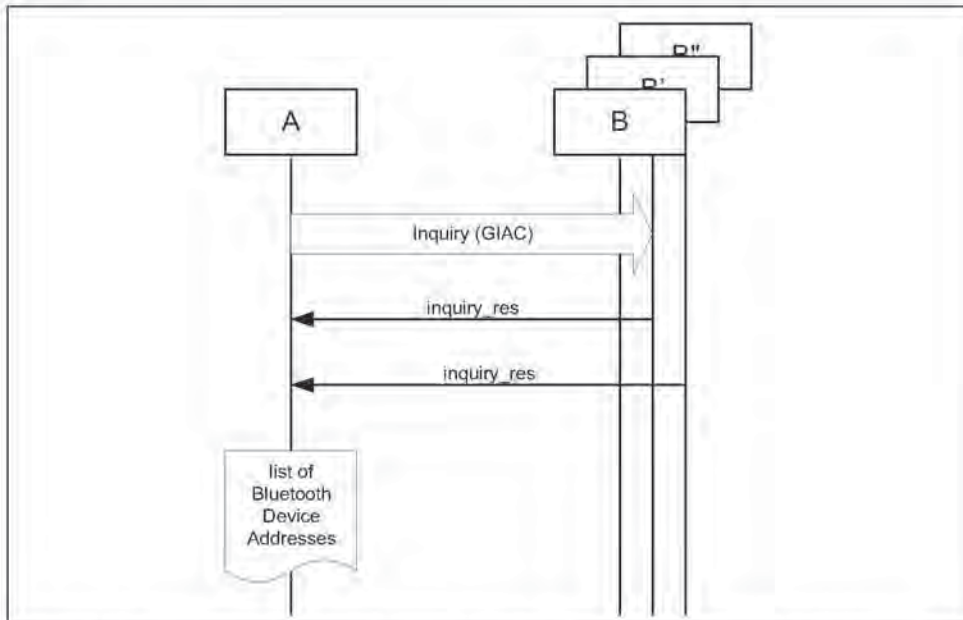 B"
B'
A
B
Inquiry (GIAC)
inquiry_res
inquiry_res
list of
Bluetooth
Device
Addresses